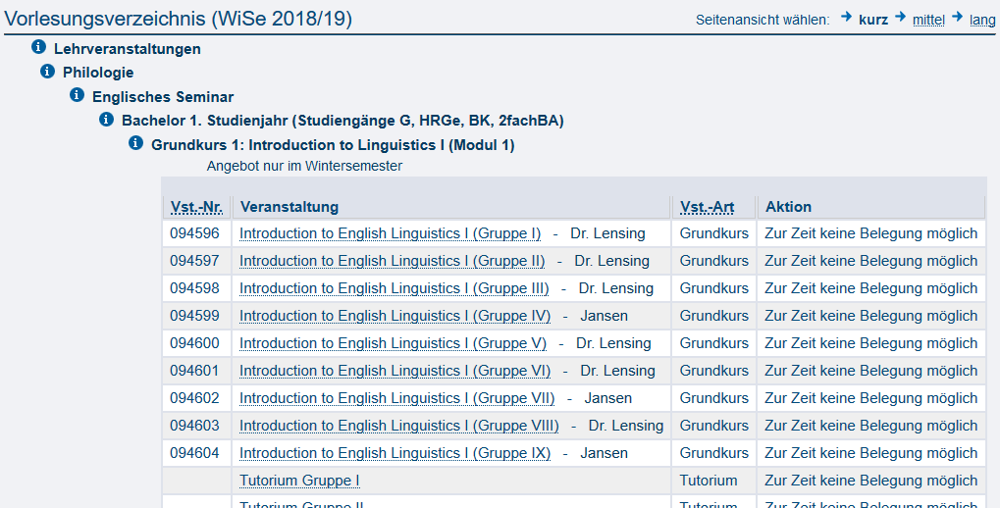 Vorlesungsverzeichnis (WiSe 2018/19) Seitenansicht wählen: kurz mittel lang
Lehrveranstaltungen
Philologie
Englisches Seminar
Bachelor 1. Studienjahr (Studiengänge G, HRGe, BK, 2fachBA)
Grundkurs 1: Introduction to Linguistics I (Modul 1)
Angebot nur im Wintersemester
Vst.-Nr. Veranstaltung Vst.-Art Aktion
094596 Introduction to English Linguistics I (Gruppe I) - Dr. Lensing Grundkurs Zur Zeit keine Belegung möglich
094597 Introduction to English Linguistics I (Gruppe II) - Dr. Lensing Grundkurs Zur Zeit keine Belegung möglich
094598 Introduction to English Linguistics I (Gruppe III) - Dr. Lensing Grundkurs Zur Zeit keine Belegung möglich
094599 Introduction to English Linguistics I (Gruppe IV) - Jansen Grundkurs Zur Zeit keine Belegung möglich
094600 Introduction to English Linguistics I (Gruppe V) - Dr. Lensing Grundkurs Zur Zeit keine Belegung möglich
094601 Introduction to English Linguistics I (Gruppe VI) - Dr. Lensing Grundkurs Zur Zeit keine Belegung möglich
094602 Introduction to English Linguistics I (Gruppe VII) - Jansen Grundkurs Zur Zeit keine Belegung möglich
094603 Introduction to English Linguistics I (Gruppe VIII) - Dr. Lensing Grundkurs Zur Zeit keine Belegung möglich
094604 Introduction to English Linguistics I (Gruppe IX) - Jansen Grundkurs Zur Zeit keine Belegung möglich
Tutorium Gruppe I Tutorium Zur Zeit keine Belegung möglich
Tutorium Gruppe II Tutorium Zur Zeit keine Belegung möglich